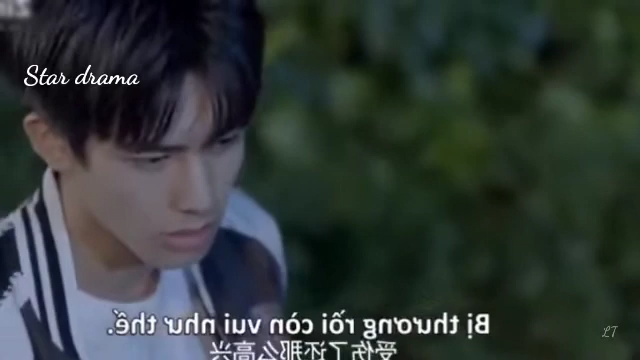 Star drama
Bị thương rồi còn vui như thế.
受伤了还那么高兴
LT